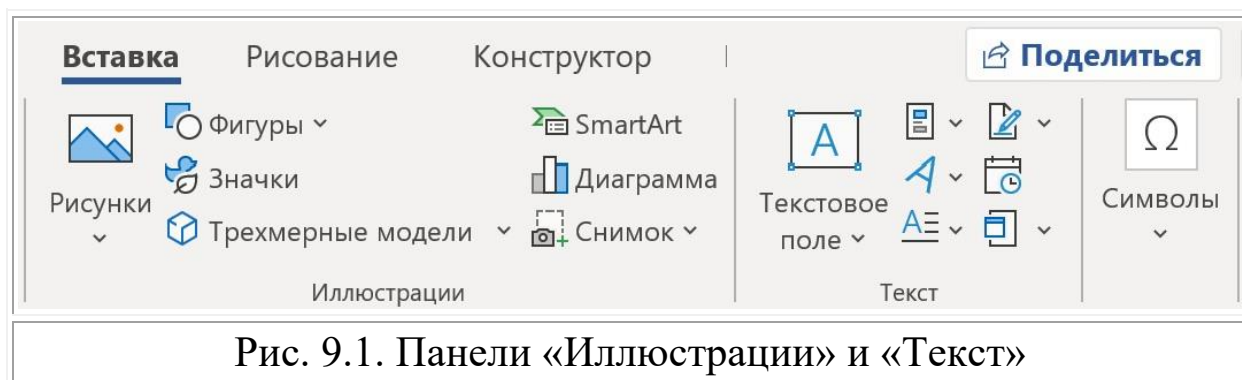 Вставка Рисование Конструктор Поделиться
Рисунки
Фигуры
Значки
Трехмерные модели
SmartArt
Диаграмма
Снимок
Иллюстрации
A
Текстовое
поле
A
A
Текст
Ω
Символы
Рис. 9.1. Панели «Иллюстрации» и «Текст»